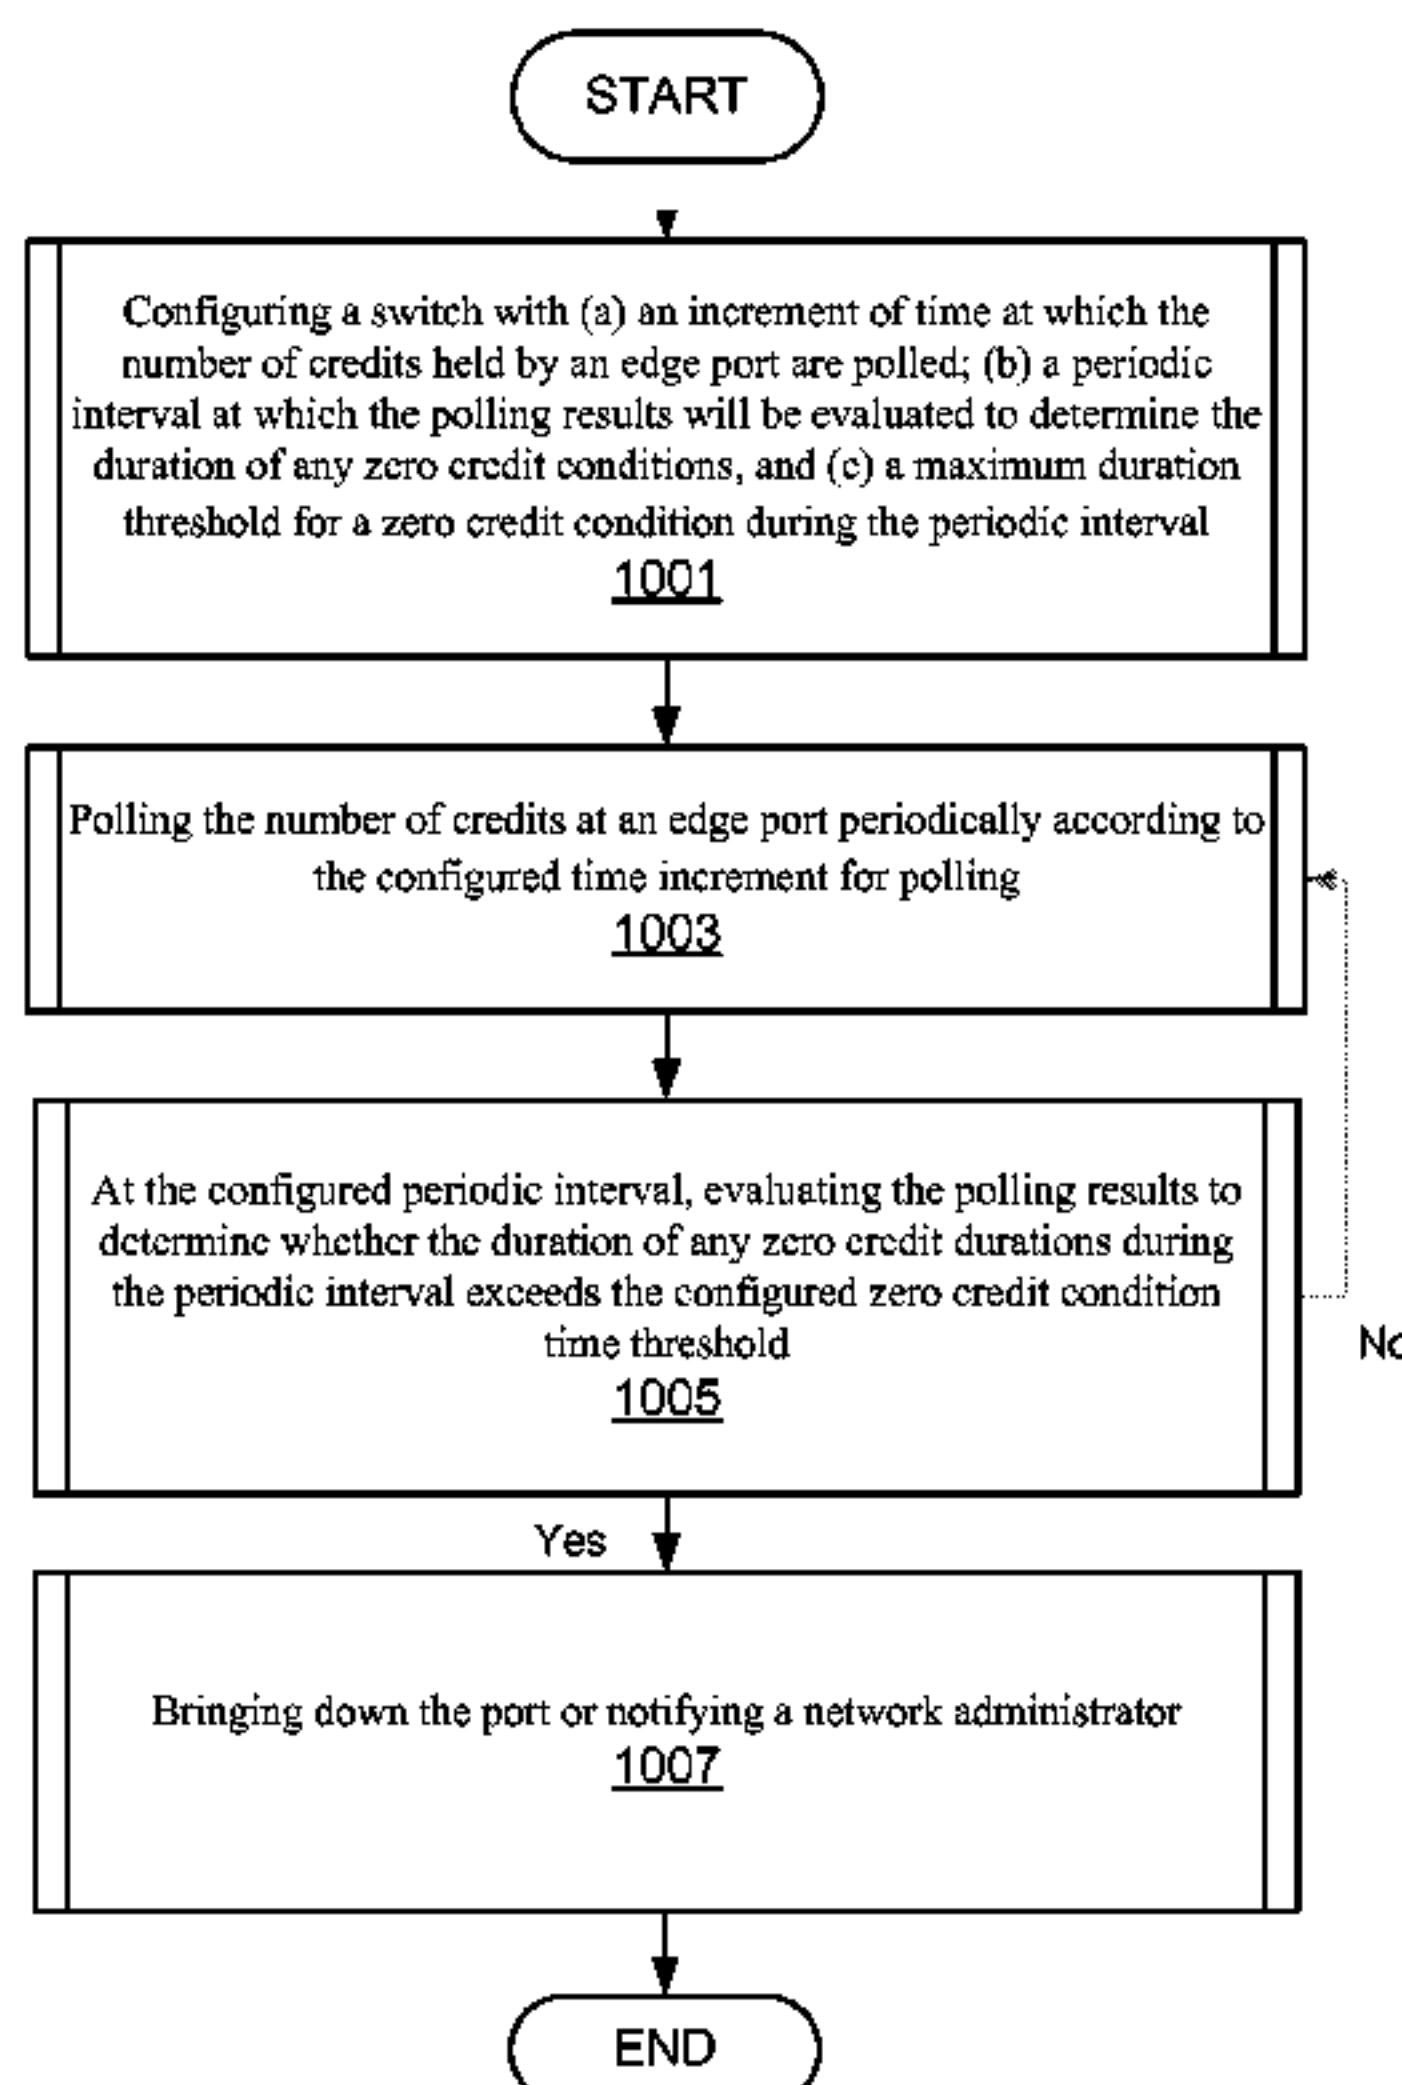 START
Configuring a switch with (a) an increment of time at which the
number of credits held by an edge port are polled; (b) a periodic
interval at which the polling results will be evaluated to determine the
duration of any zero credit conditions, and (c) a maximum duration
threshold for a zero credit condition during the periodic interval
1001
Polling the number of credits at an edge port periodically according to
the configured time increment for polling
1003
At the configured periodic interval, evaluating the polling results to
determine whether the duration of any zero credit durations during
the periodic interval exceeds the configured zero credit condition
time threshold
1005
No
Yes
Bringing down the port or notifying a network administrator
1007
END